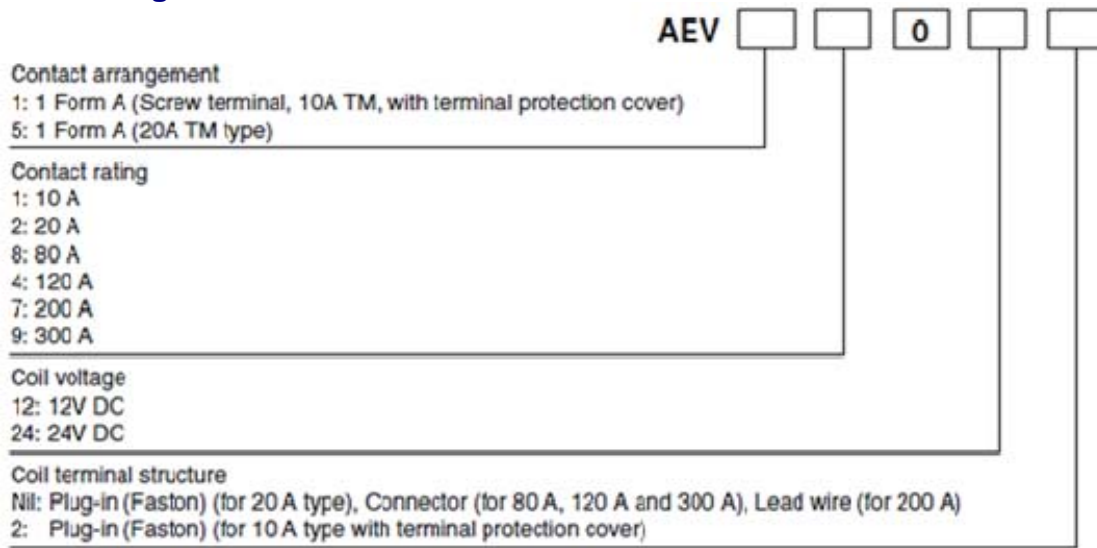 AEV 0
Contact arrangement
1: 1 Form A (Screw terminal, 10A TM, with terminal protection cover)
5: 1 Form A (20A TM type)
Contact rating
1: 10 A
2: 20 A
8: 80 A
4: 120 A
7: 200 A
9: 300 A
Coil voltage
12: 12V DC
24: 24V DC
Coil terminal structure
Nil: Plug-in (Faston) (for 20 A type), Connector (for 80 A, 120 A and 300 A), Lead wire (for 200 A)
2: Plug-in (Faston) (for 10 A type with terminal protection cover)